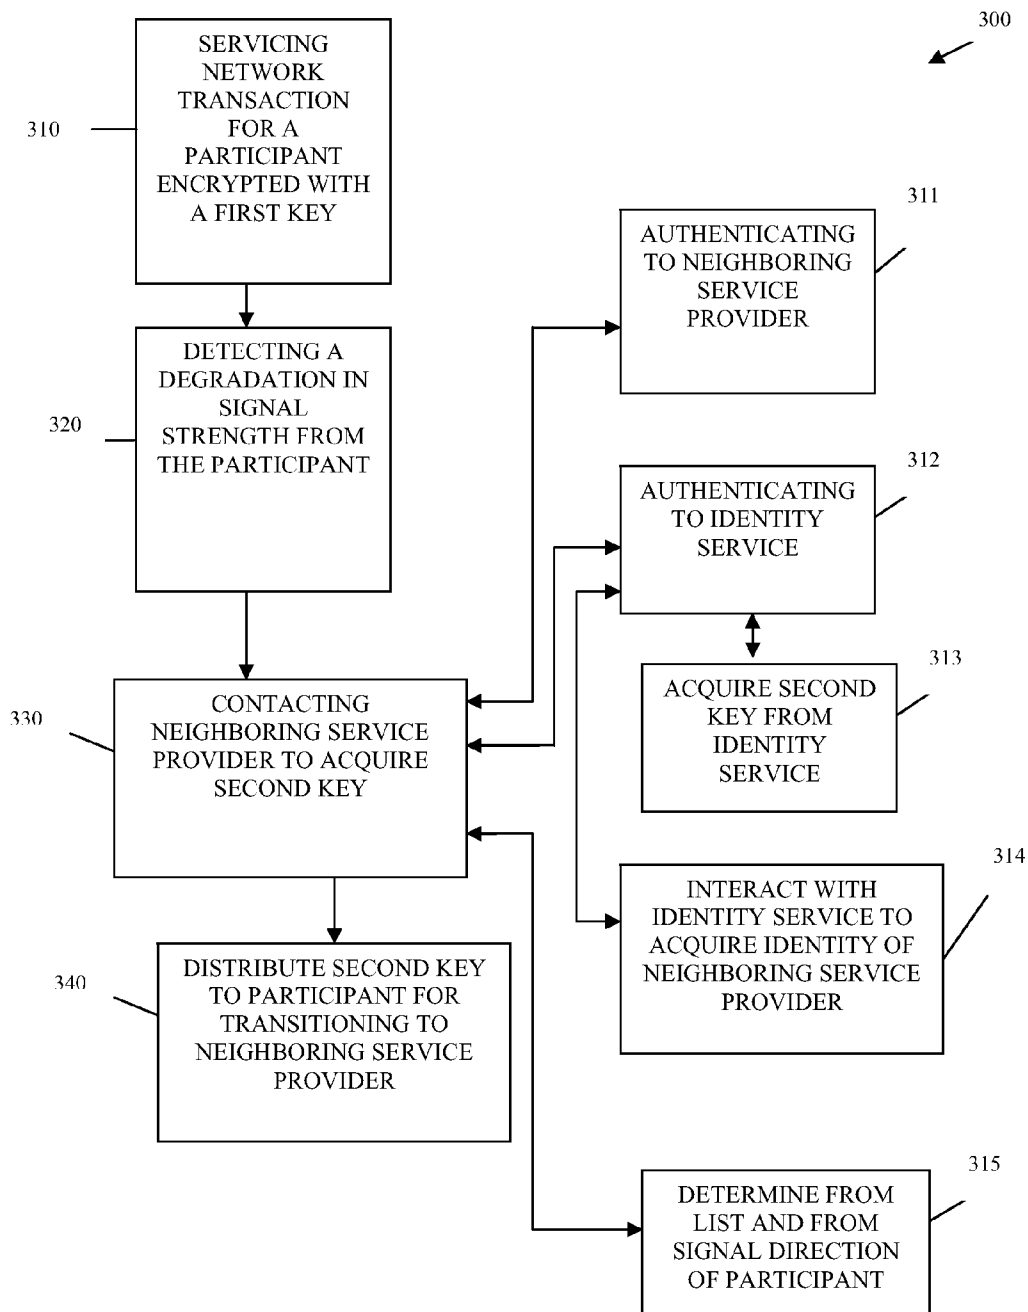 300
310
SERVICING
NETWORK
TRANSACTION
FOR A
PARTICIPANT
ENCRYPTED WITH
A FIRST KEY
311
AUTHENTICATING
TO NEIGHBORING
SERVICE
PROVIDER
320
DETECTING A
DEGRADATION IN
SIGNAL
STRENGTH FROM
THE PARTICIPANT
312
AUTHENTICATING
TO IDENTITY
SERVICE
313
ACQUIRE SECOND
KEY FROM
IDENTITY
SERVICE
330
CONTACTING
NEIGHBORING SERVICE
PROVIDER TO ACQUIRE
SECOND KEY
314
INTERACT WITH
IDENTITY SERVICE TO
ACQUIRE IDENTITY OF
NEIGHBORING SERVICE
PROVIDER
340
DISTRIBUTE SECOND KEY
TO PARTICIPANT FOR
TRANSITIONING TO
NEIGHBORING SERVICE
PROVIDER
315
DETERMINE FROM
LIST AND FROM
SIGNAL DIRECTION
OF PARTICIPANT